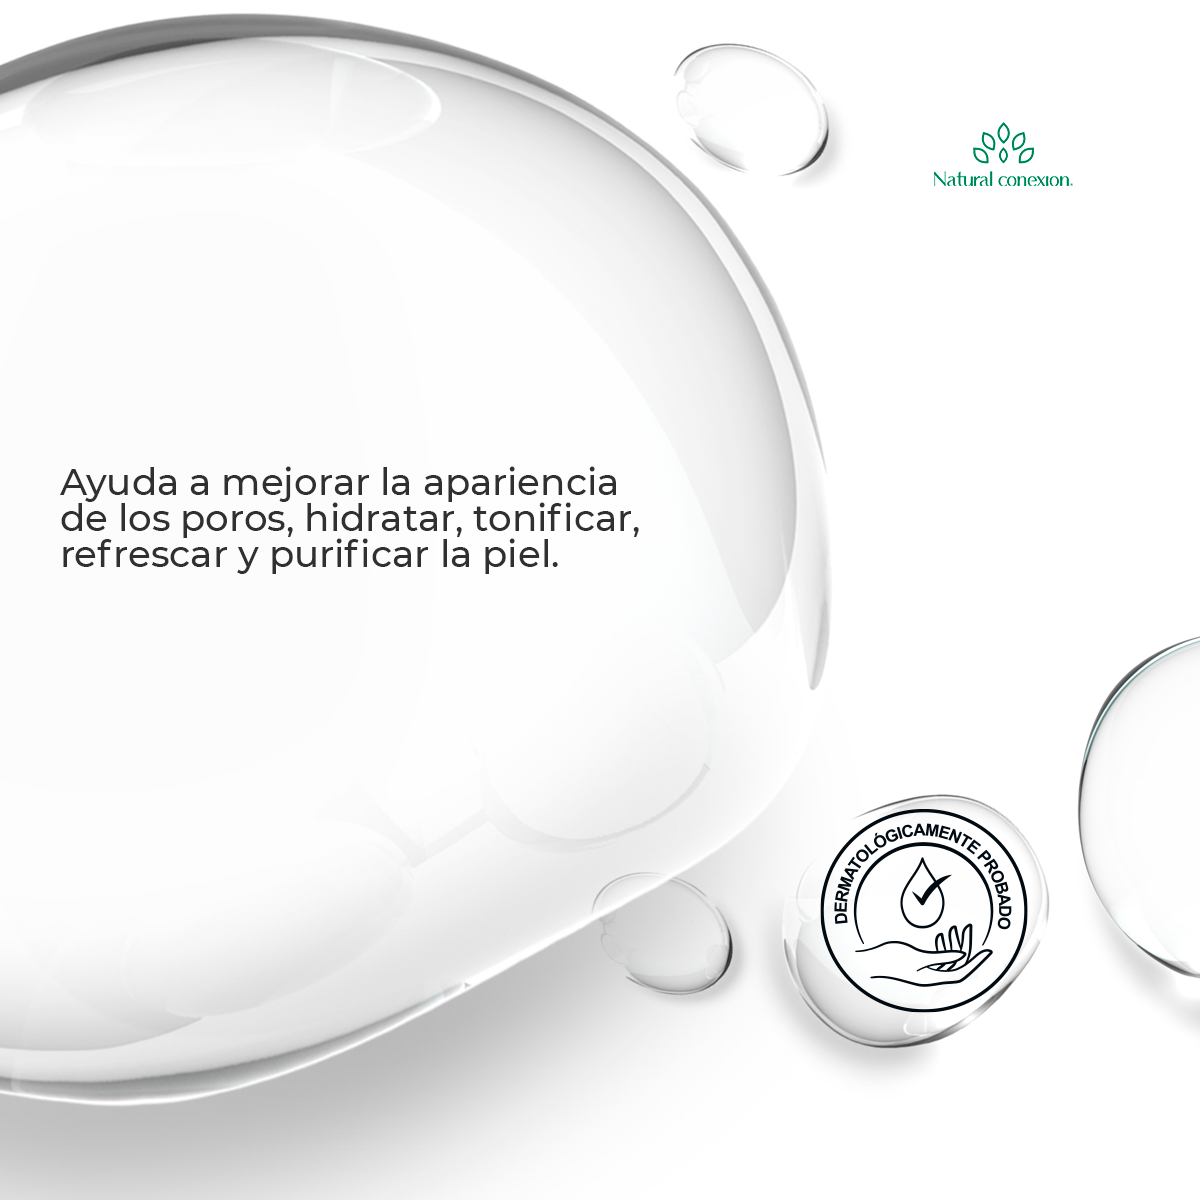 Natural conexion.
Ayuda a mejorar la apariencia
de los poros, hidratar, tonificar,
refrescar y purificar la piel.
DERMATOLÓGICAMENTE PROBADO